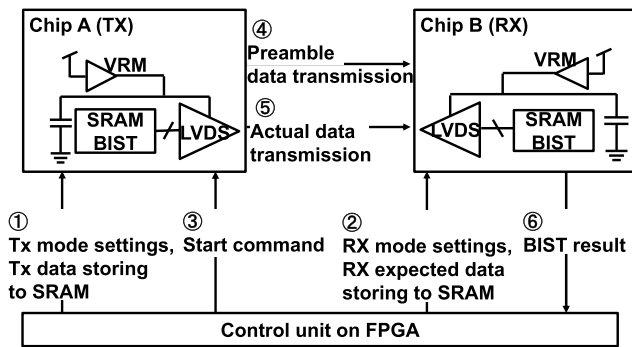 Chip A (TX)
VRM
SRAM
BIST
LVDS
④
Preamble
data transmission
⑤
Actual data
transmission
Chip B (RX)
VRM
LVDS
SRAM
BIST
①
Tx mode settings,
Tx data storing
to SRAM
③
Start command
②
RX mode settings,
RX expected data
storing to SRAM
⑥
BIST result
Control unit on FPGA